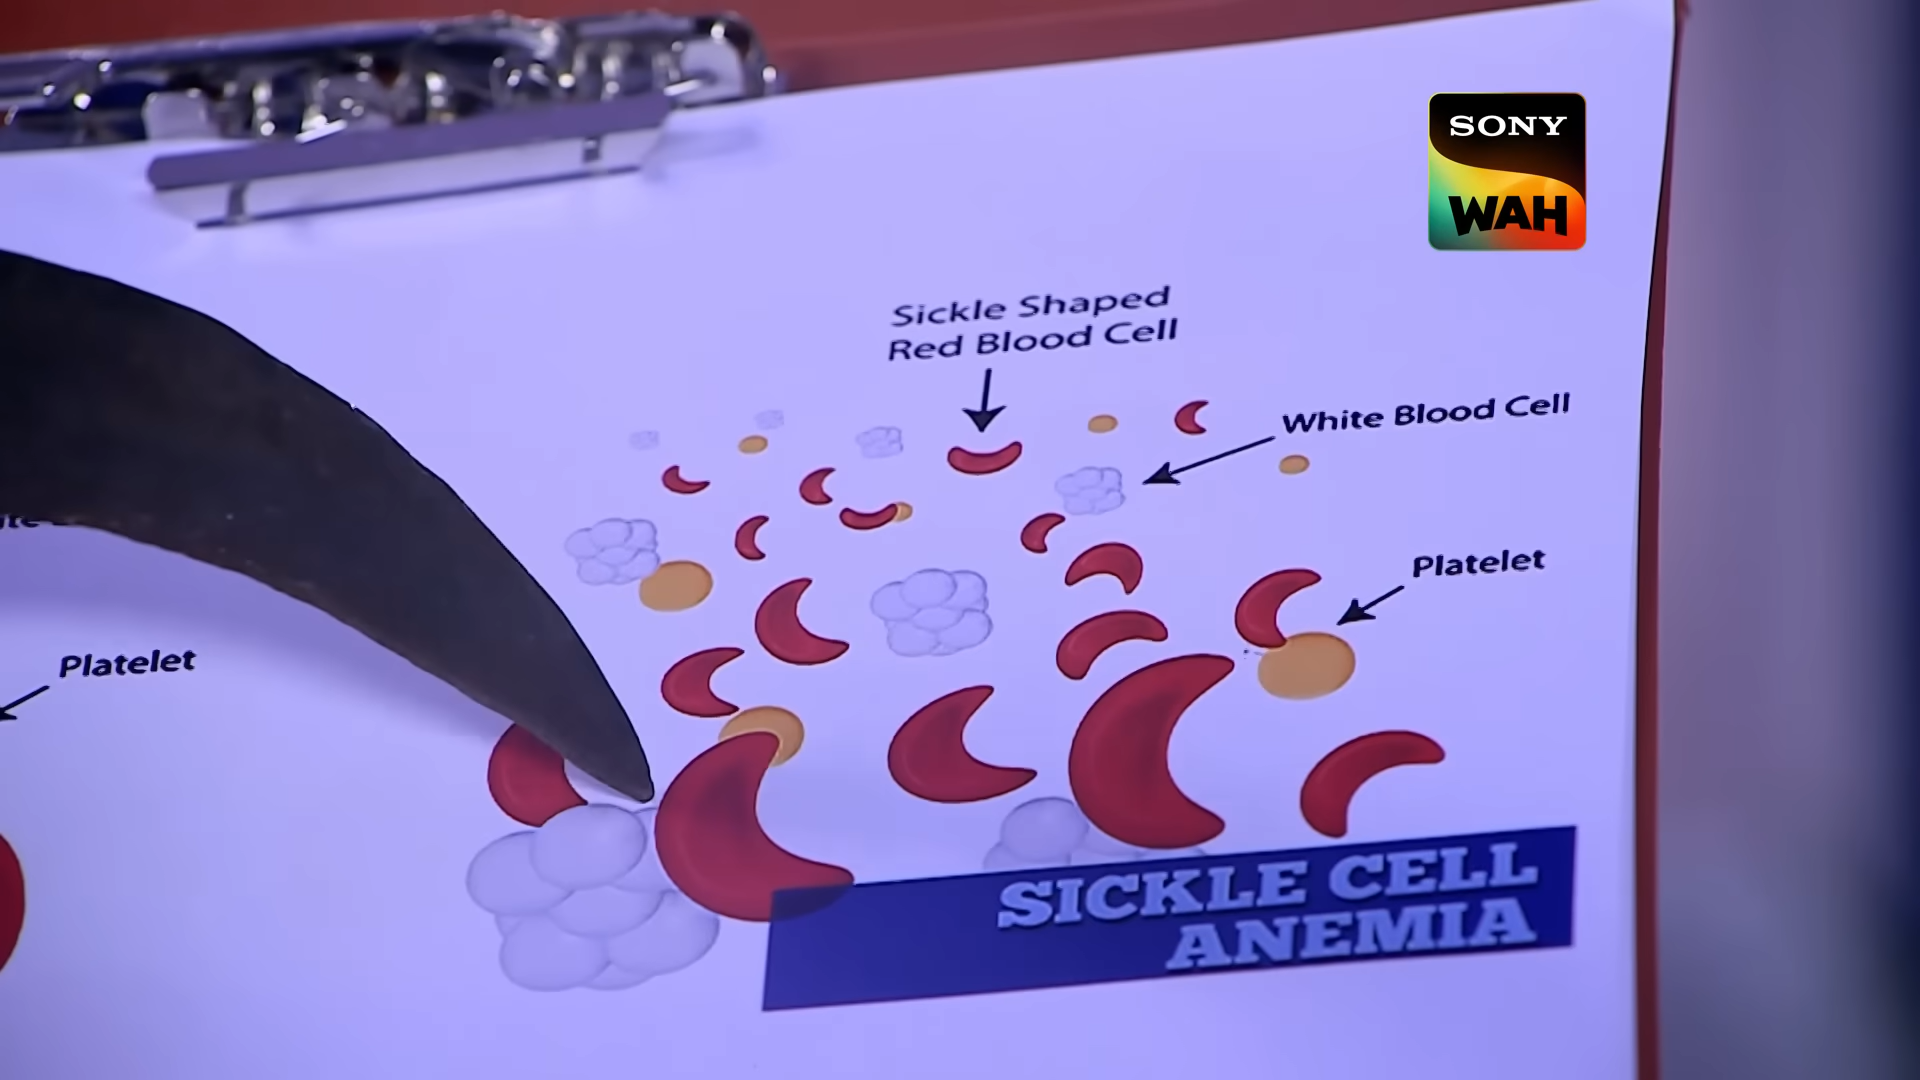 SONY
WAH
Sickle Shaped
Red Blood Cell
White Blood Cell
Platelet
Platelet
SICKLE CELL
ANEMIA